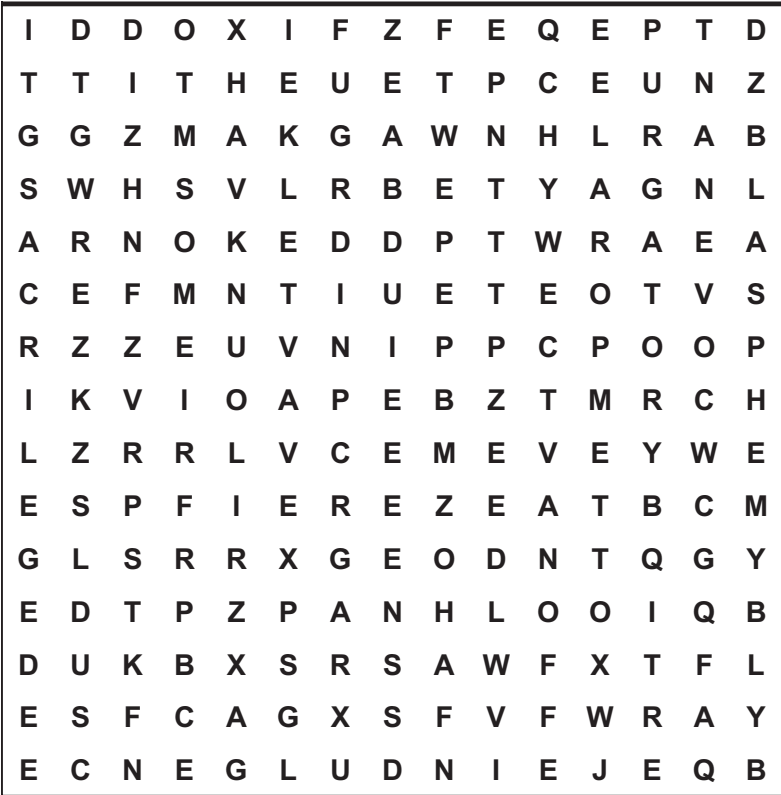 I D D O X I F Z F E Q E P T D
T T I T H E U E T P C E U N Z
G G Z M A K G A W N H L R A B
S W H S V L R B E T Y A G N L
A R N O K E D D P T W R A E A
C E F M N T I U E T E O T V S
R Z Z E U V N I P P C P O O P
I K V I O A P E B Z T M R C H
L Z R R L V C E M E V E Y W E
E S P F I E R E Z E A T B C M
G L S R R X G E O D N T Q G Y
E D T P Z P A N H L O O I Q B
D U K B X S R S A W F X T F L
E S F C A G X S F V F W R A Y
E C N E G L U D N I E J E Q B